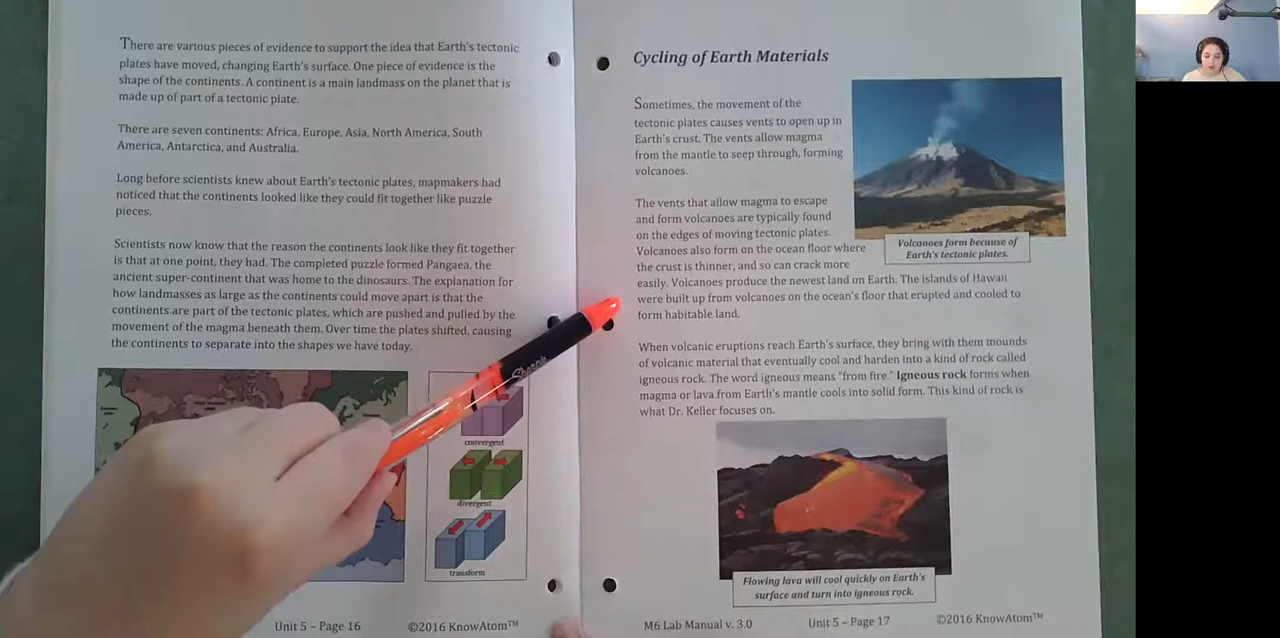 There are various pieces of evidence to support the idea that Earth's tectonic
plates have moved, changing Earth's surface. One piece of evidence is the
shape of the continents. A continent is a main landmass on the planet that is
made up of part of a tectonic plate.
There are seven continents: Africa, Europe, Asia, North America, South
America, Antarctica, and Australia.
Long before scientists knew about Earth's tectonic plates, mapmakers had
noticed that the continents looked like they could fit together like puzzle
pieces.
Scientists now know that the reason the continents look like they fit together
is that at one point, they had. The completed puzzle formed Pangaea, the
ancient super-continent that was home to the dinosaurs. The explanation for
how landmasses as large as the continents could move apart is that the
continents are part of the tectonic plates, which are pushed and pulled by the
movement of the magma beneath them. Over time the plates shifted, causing
the continents to separate into the shapes we have today.
convergent
divergent
transform
Unit 5 – Page 16
©2016 KnowAtom™
Sharpie
Cycling of Earth Materials
Sometimes, the movement of the
tectonic plates causes vents to open up in
Earth's crust. The vents allow magma
from the mantle to seep through, forming
volcanoes.
The vents that allow magma to escape
and form volcanoes are typically found
on the edges of moving tectonic plates.
Volcanoes also form on the ocean floor where
the crust is thinner, and so can crack more
easily. Volcanoes produce the newest land on Earth. The islands of Hawaii
were built up from volcanoes on the ocean's floor that erupted and cooled to
form habitable land.
Volcanoes form because of
Earth's tectonic plates.
When volcanic eruptions reach Earth's surface, they bring with them mounds
of volcanic material that eventually cool and harden into a kind of rock called
igneous rock. The word igneous means "from fire." Igneous rock forms when
magma or lava from Earth's mantle cools into solid form. This kind of rock is
what Dr. Keller focuses on.
Flowing lava will cool quickly on Earth's
surface and turn into igneous rock.
M6 Lab Manual v. 3.0
Unit 5 – Page 17
©2016 KnowAtom™